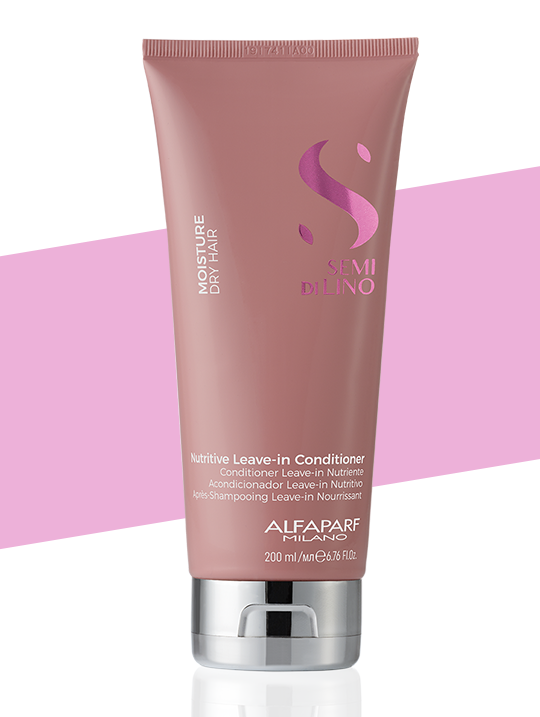 MOISTURE
DRY HAIR
SEMI
DI LINO
Nutritive Leave-in Conditioner
Conditioner Leave-in Nutriente
Acondicionador Leave-in Nutritivo
Après-Shampooing Leave-in Nourrissant
ALFAPARF
MILANO
200 ml/мл℮6.76 Fl.Oz.